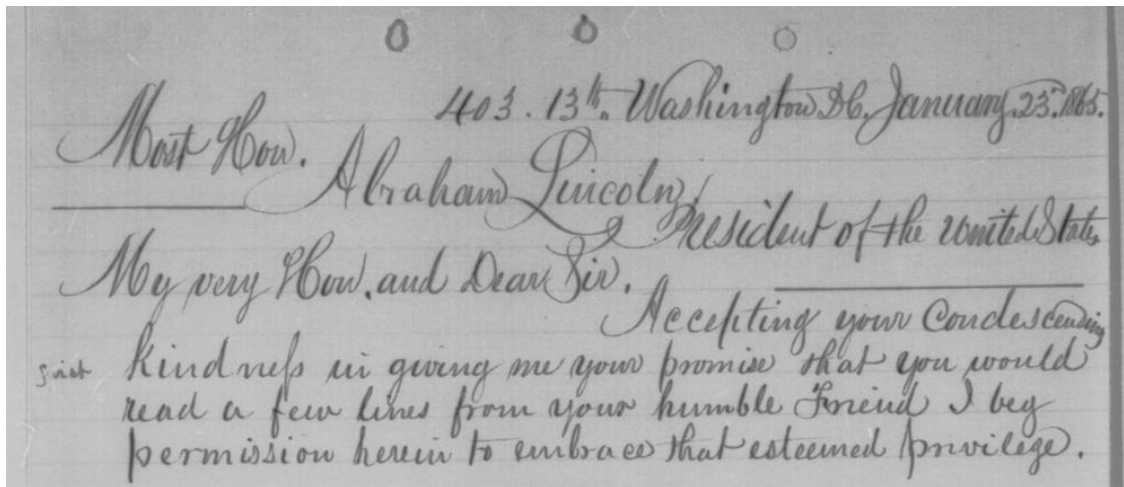 403. 13th. Washington D.C. January 23. 1865.
Most Hon.
Abraham Lincoln,
President of the United States
My very Hon. and Dear Sir.
Accepting your Condescending
kindness in giving me your promise that you would
read a few lines from your humble Friend I beg
permission herein to embrace that esteemed privilege.